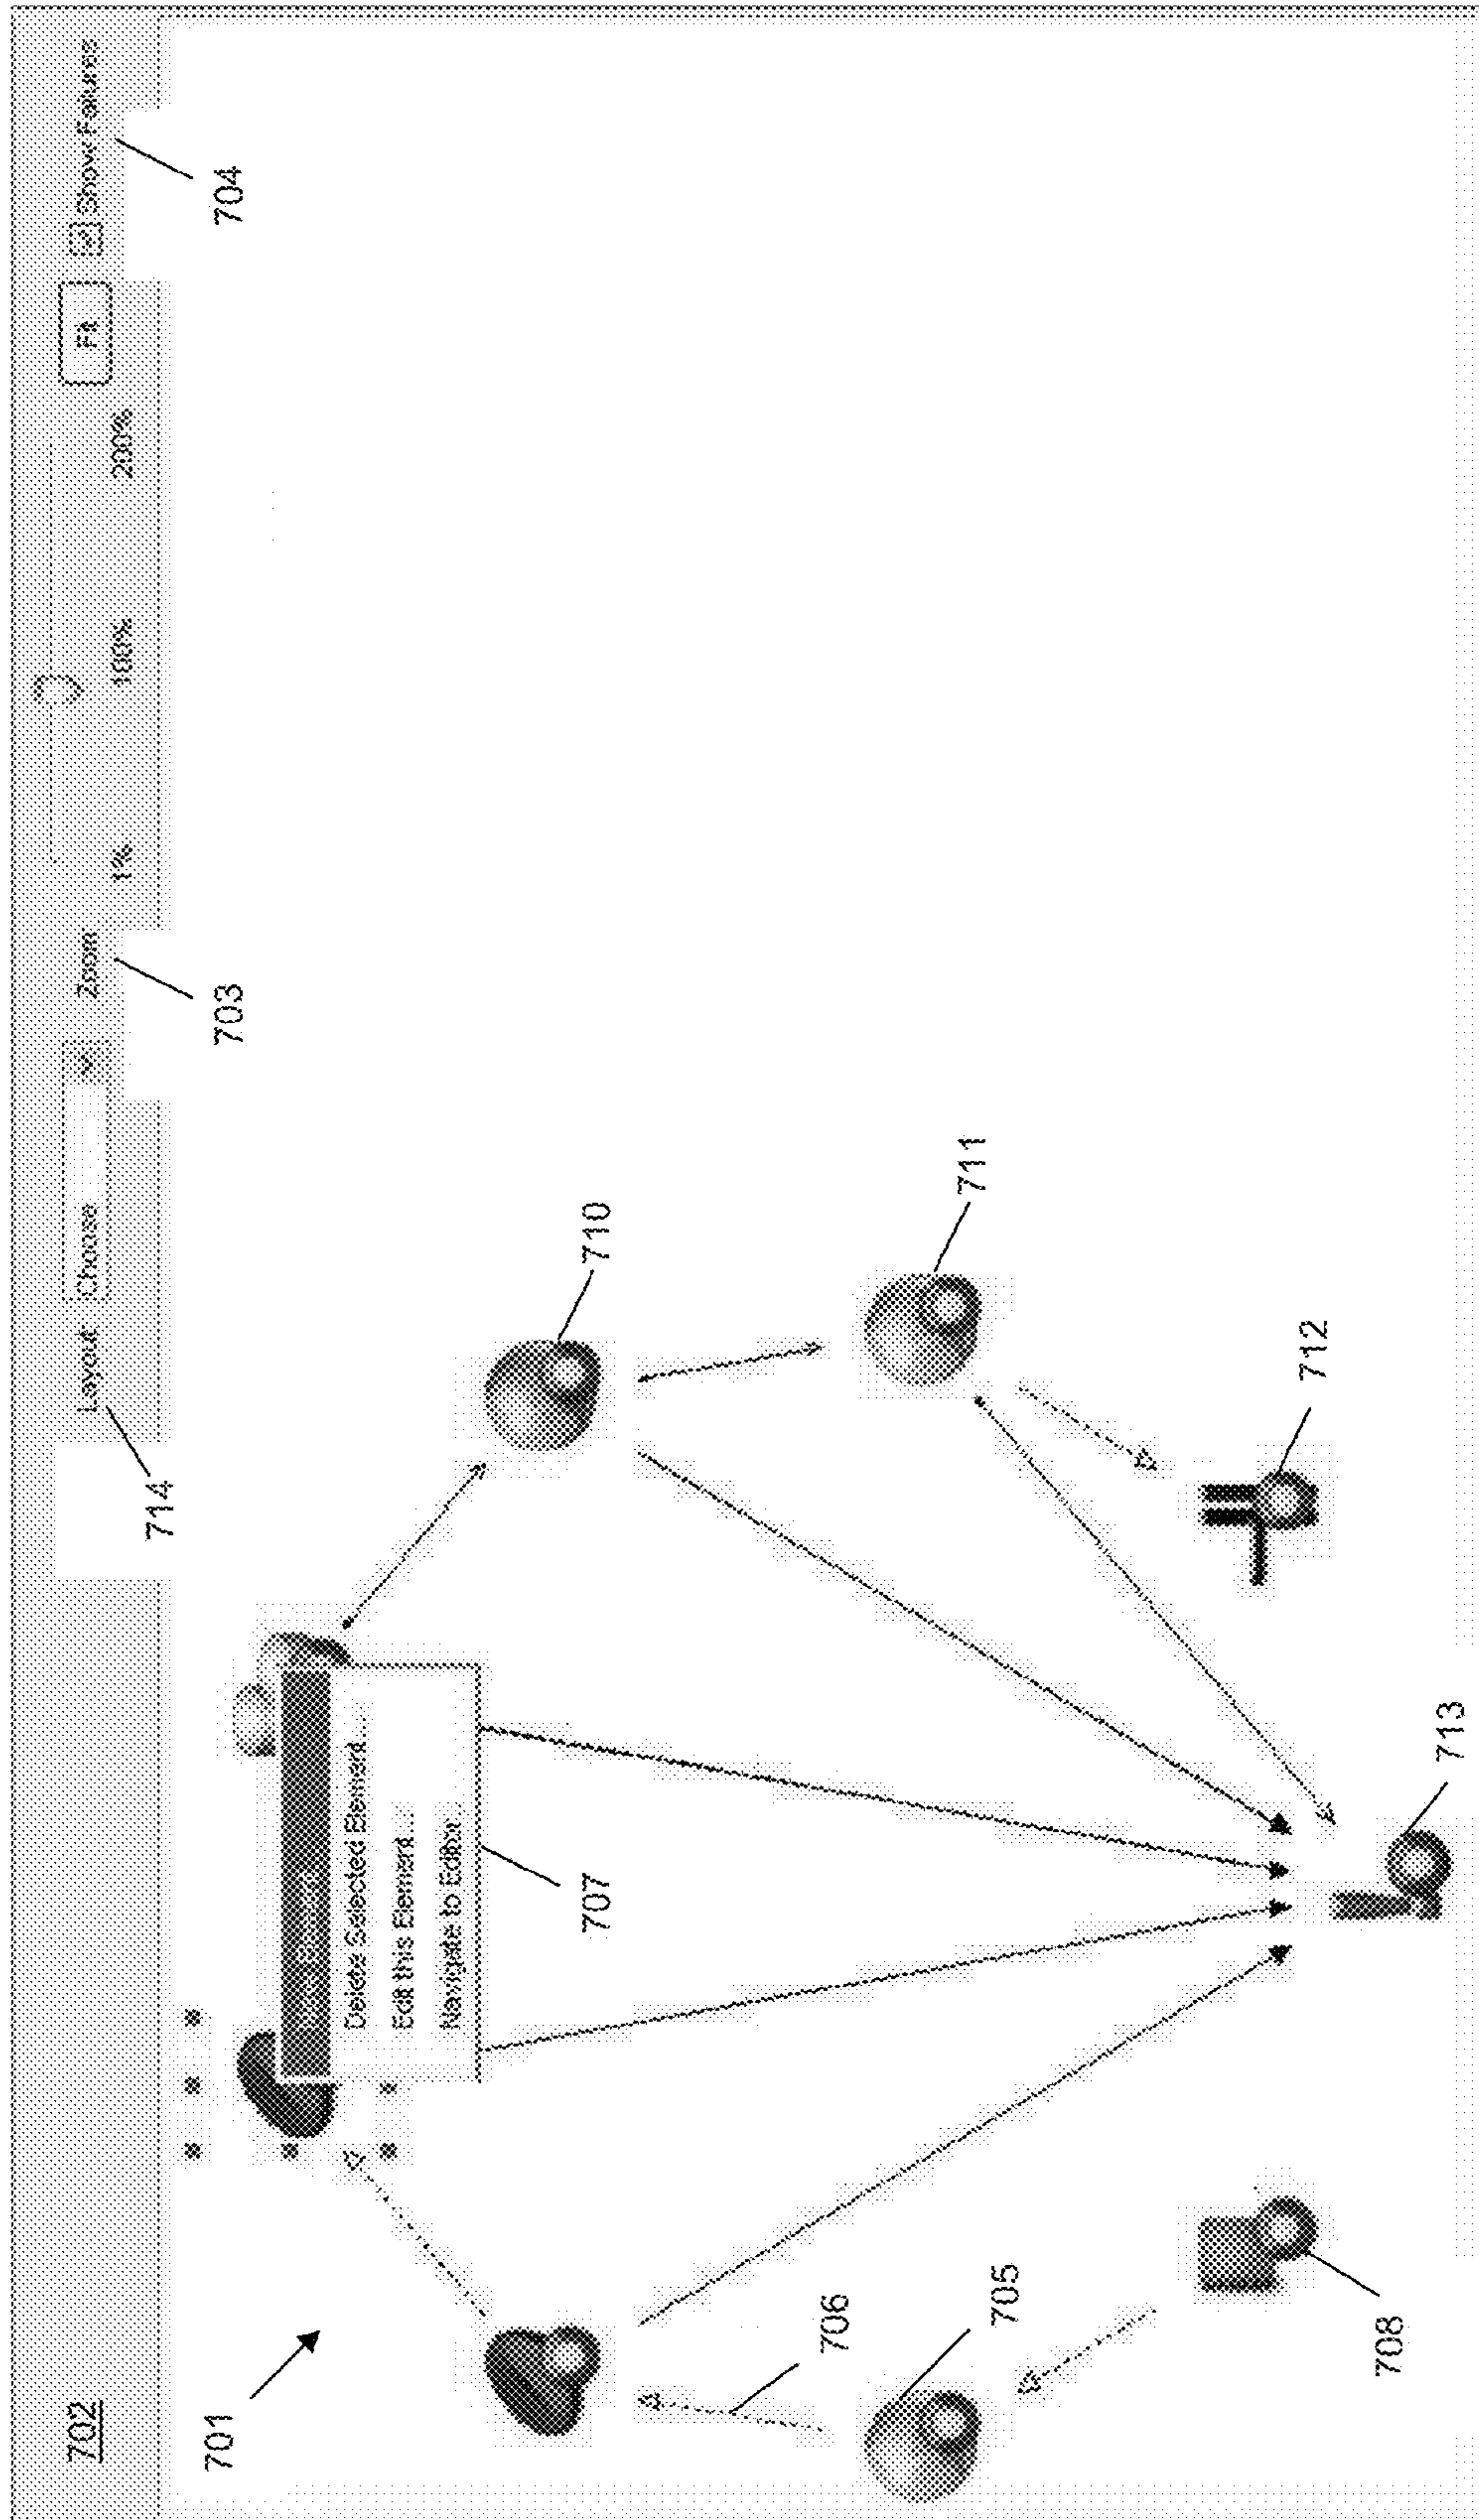 702
Layout: Choose
Zoom
1%
100%
200%
Fit
Show Failures
714
703
704
701
Delete Selected Element...
Edit this Element...
Navigate to Editor...
707
710
706
705
711
708
713
712